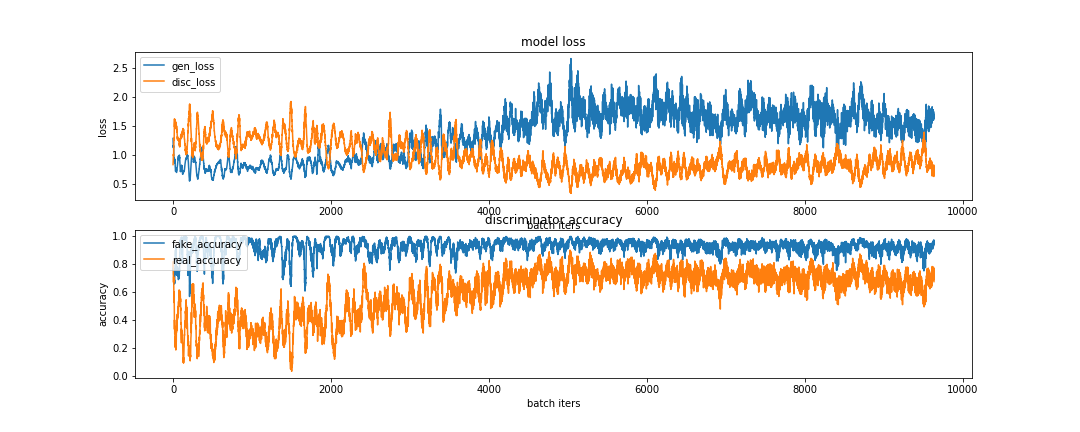 model loss
gen_loss
disc_loss
2.5
2.0
1.5
1.0
0.5
loss
0 2000 4000 6000 8000 10000
batch iters
discriminator accuracy
fake_accuracy
real_accuracy
1.0
0.8
0.6
0.4
0.2
0.0
accuracy
0 2000 4000 6000 8000 10000
batch iters